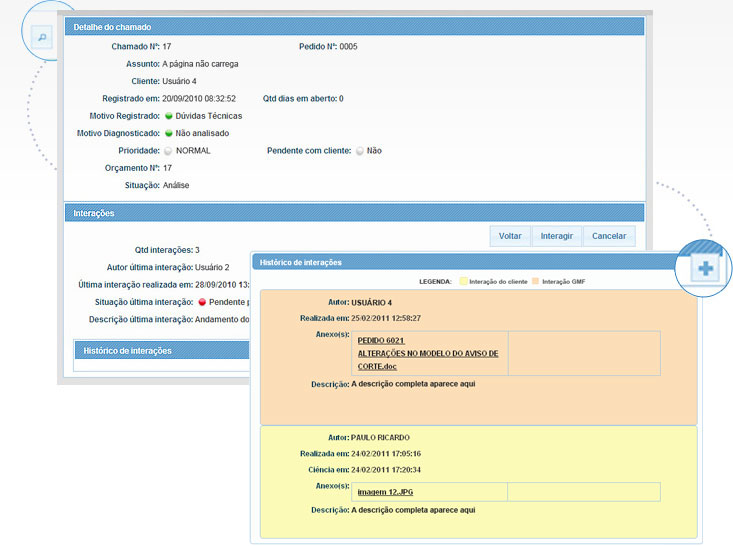 Detalhe do chamado
Chamado Nº: 17 Pedido Nº: 0005
Assunto: A página não carrega
Cliente: Usuário 4
Registrado em: 20/09/2010 08:32:52 Qtd dias em aberto: 0
Motivo Registrado: Dúvidas Técnicas
Motivo Diagnosticado: Não analisado
Prioridade: NORMAL Pendente com cliente: Não
Orçamento Nº: 17
Situação: Análise
Interações
Voltar Interagir Cancelar
Qtd interações: 3
Autor última interação: Usuário 2
Última interação realizada em: 28/09/2010 13:
Situação última interação: Pendente
Descrição última interação: Andamento do
Histórico de interações
Histórico de interações
LEGENDA: Interação do cliente Interação GMF
Autor: USUÁRIO 4
Realizada em: 25/02/2011 12:58:27
Anexo(s): PEDIDO 6021
ALTERAÇÕES NO MODELO DO AVISO DE
CORTE.doc
Descrição: A descrição completa aparece aqui
Autor: PAULO RICARDO
Realizada em: 24/02/2011 17:05:16
Ciência em: 24/02/2011 17:20:34
Anexo(s): imagem 12.JPG
Descrição: A descrição completa aparece aqui